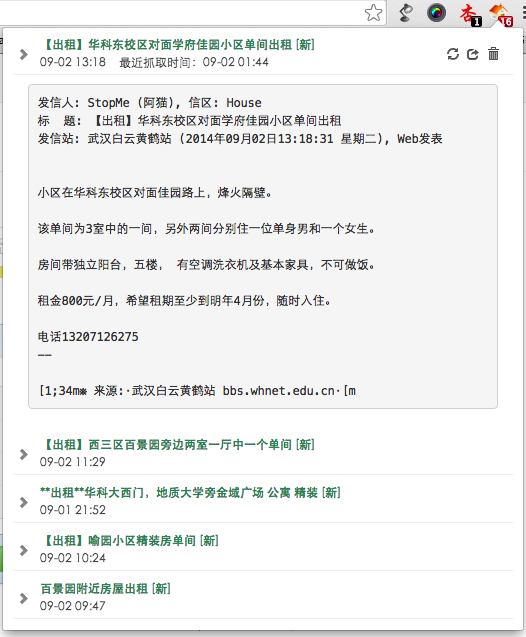 杏
1
16
【出租】华科东校区对面学府佳园小区单间出租 [新]
09-02 13:18 最近抓取时间：09-02 01:44
发信人: StopMe (阿猫), 信区: House
标  题: 【出租】华科东校区对面学府佳园小区单间出租
发信站: 武汉白云黄鹤站 (2014年09月02日13:18:31 星期二), Web发表
小区在华科东校区对面佳园路上，烽火隔壁。
该单间为3室中的一间，另外两间分别住一位单身男和一个女生。
房间带独立阳台，五楼， 有空调洗衣机及基本家具，不可做饭。
租金800元/月，希望租期至少到明年4月份，随时入住。
电话13207126275
--
[1;34m※ 来源:·武汉白云黄鹤站 bbs.whnet.edu.cn·[m
【出租】西三区百景园旁边两室一厅中一个单间 [新]
09-02 11:29
**出租**华科大西门，地质大学旁金域广场 公寓 精装 [新]
09-01 21:52
【出租】喻园小区精装房单间 [新]
09-02 10:24
百景园附近房屋出租 [新]
09-02 09:47